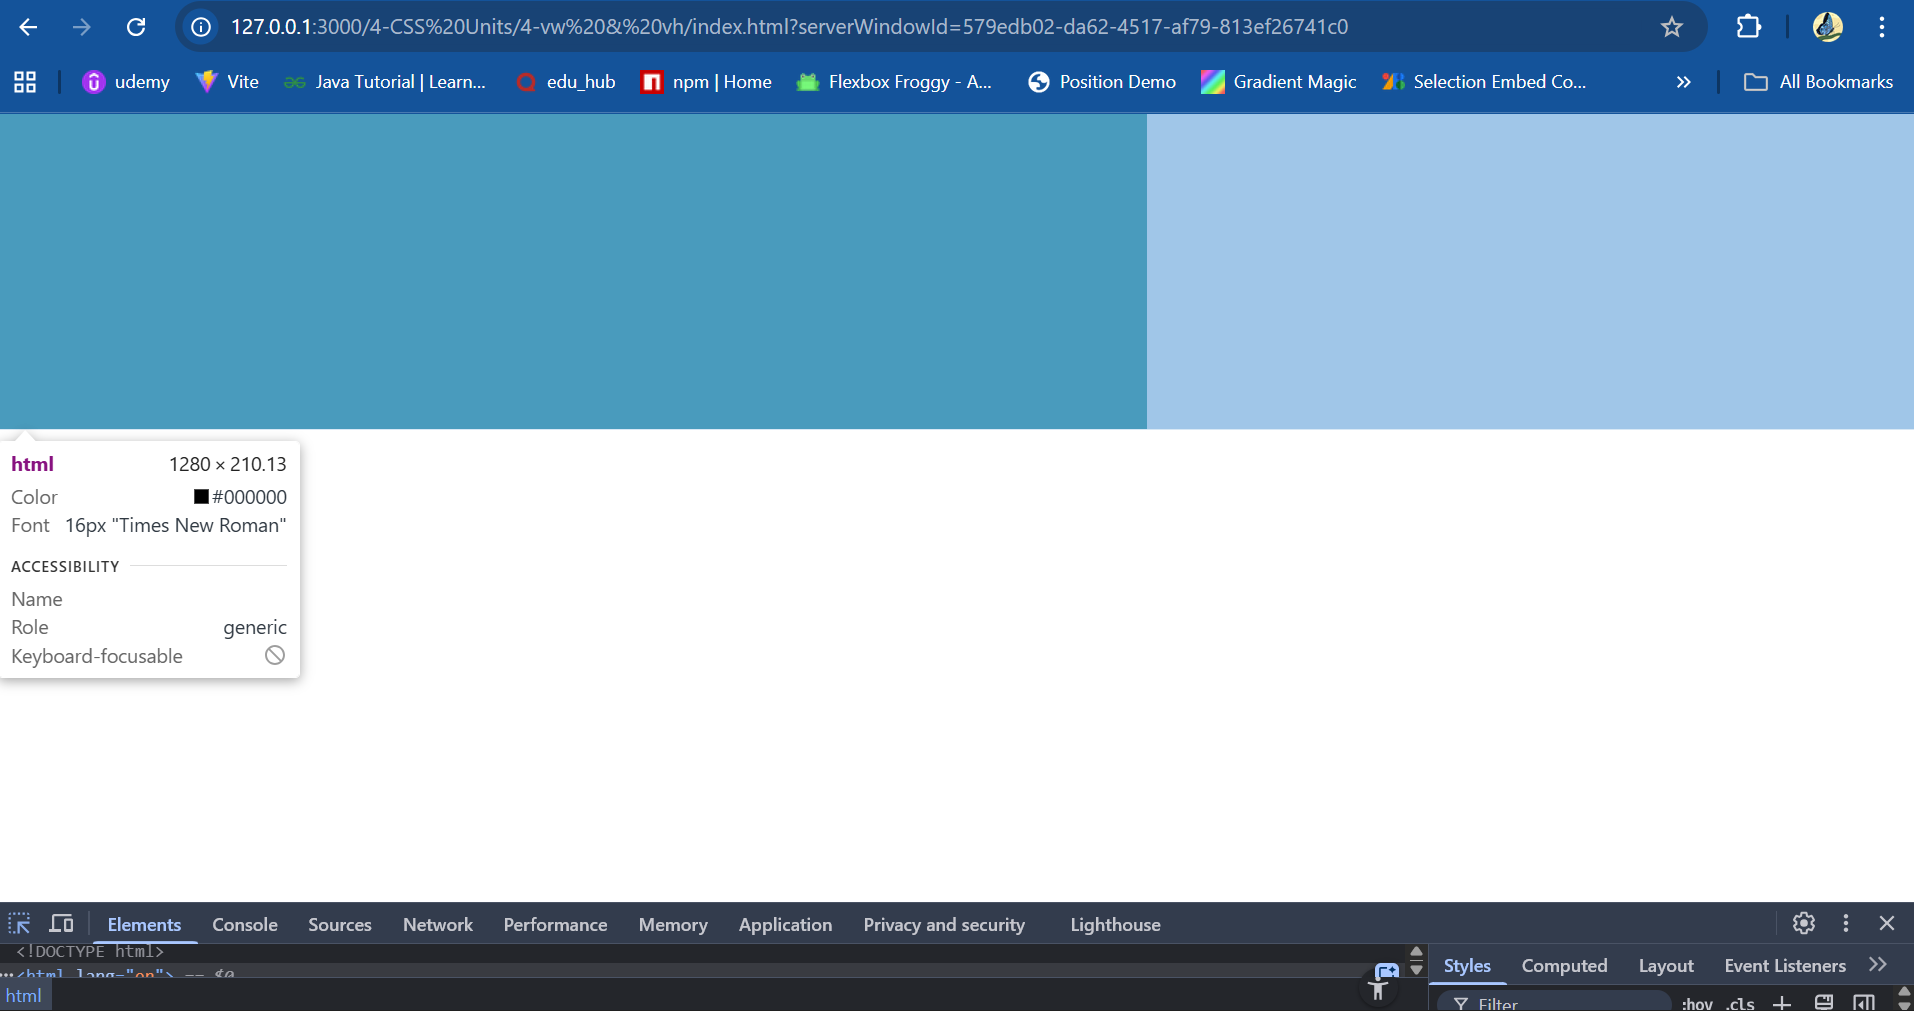 127.0.0.1:3000/4-CSS%20Units/4-vw%20&%20vh/index.html?serverWindowId=579edb02-da62-4517-af79-813ef26741c0
udemy Vite Java Tutorial | Learn... edu_hub npm | Home Flexbox Froggy - A... Position Demo Gradient Magic Selection Embed Co... » All Bookmarks
html 1280 × 210.13
Color #000000
Font 16px "Times New Roman"
ACCESSIBILITY
Name
Role generic
Keyboard-focusable
Elements Console Sources Network Performance Memory Application Privacy and security Lighthouse
<!DOCTYPE html>
···<html lang="en"> == $0
html
Styles Computed Layout Event Listeners »
Filter :hov .cls +